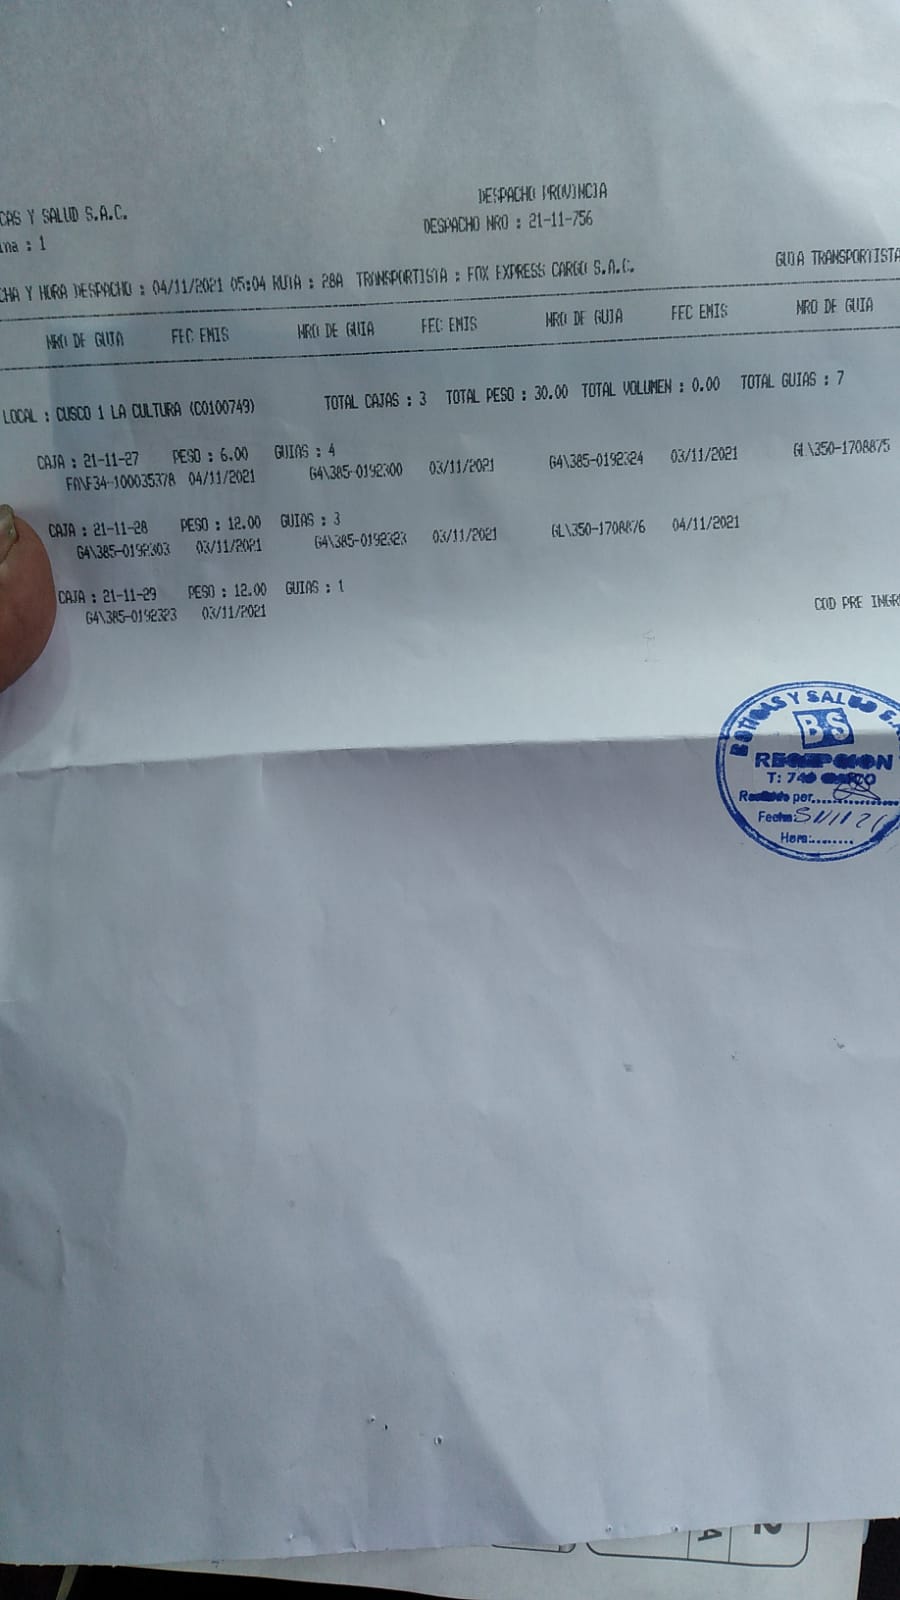 DESPACHO PROVINCIA
CAS Y SALUD S.A.C.
DESPACHO NRO : 21-11-756
ina : 1
GUIA TRANSPORTISTA
CHA Y HORA DESPACHO : 04/11/2021 05:04 RUTA : 28A TRANSPORTISTA : FOX EXPRESS CARGO S.A.C.
NRO DE GUIA FEC EMIS NRO DE GUIA FEC EMIS NRO DE GUIA FEC EMIS NRO DE GUIA
LOCAL : CUSCO 1 LA CULTURA (C0100749) TOTAL CAJAS : 3 TOTAL PESO : 30.00 TOTAL VOLUMEN : 0.00 TOTAL GUIAS : 7
CAJA : 21-11-27 PESO : 6.00 GUIAS : 4
FA\F34-100035378 04/11/2021 G4\385-0192300 03/11/2021 G4\385-0192324 03/11/2021 GL\350-1708875
CAJA : 21-11-28 PESO : 12.00 GUIAS : 3
G4\385-0192303 03/11/2021 G4\385-0192323 03/11/2021 GL\350-1708876 04/11/2021
CAJA : 21-11-29 PESO : 12.00 GUIAS : 1
G4\385-0192323 03/11/2021
COD PRE INGR
BOTICAS Y SALUD S.A
BS
RECEPCION
T: 749
Recibido por:
Fecha:
Hora: